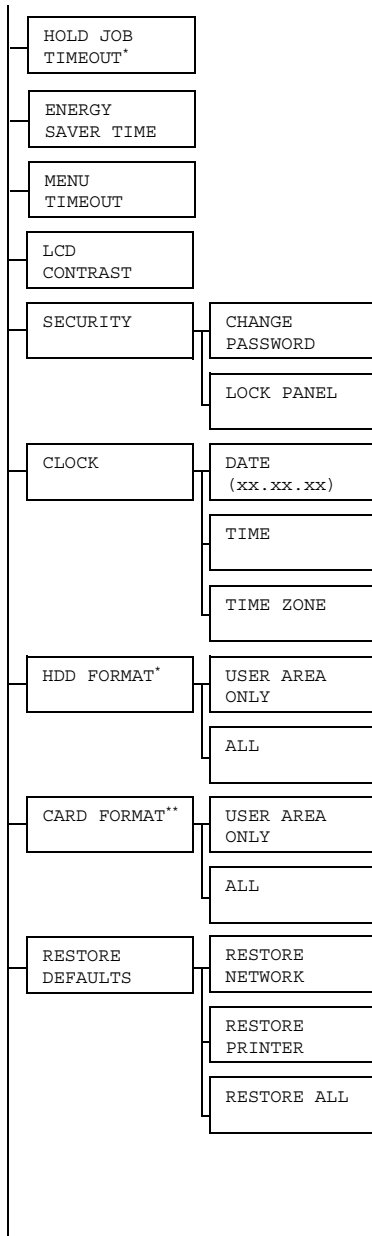 HOLD JOB
TIMEOUT*
ENERGY
SAVER TIME
MENU
TIMEOUT
LCD
CONTRAST
SECURITY
CHANGE
PASSWORD
LOCK PANEL
CLOCK
DATE
(xx.xx.xx)
TIME
TIME ZONE
HDD FORMAT*
USER AREA
ONLY
ALL
CARD FORMAT**
USER AREA
ONLY
ALL
RESTORE
DEFAULTS
RESTORE
NETWORK
RESTORE
PRINTER
RESTORE ALL